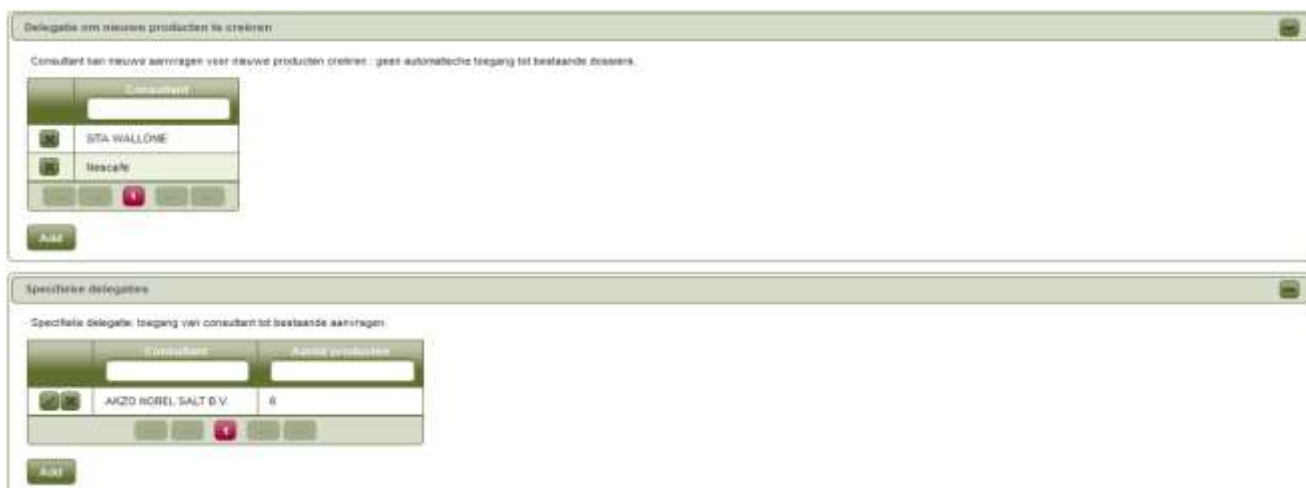 Delegatie om nieuwe producten te creëren
Consultant kan nieuwe aanvragen voor nieuwe producten creëren : geen automatische toegang tot bestaande dossiers.
Consultant
SITA WALLONIE
Nescafe
1
Add
Specifieke delegaties
Specifieke delegatie: toegang van consultant tot bestaande aanvragen
Consultant Aantal producten
AKZO NOBEL SALT B.V.
1
Add